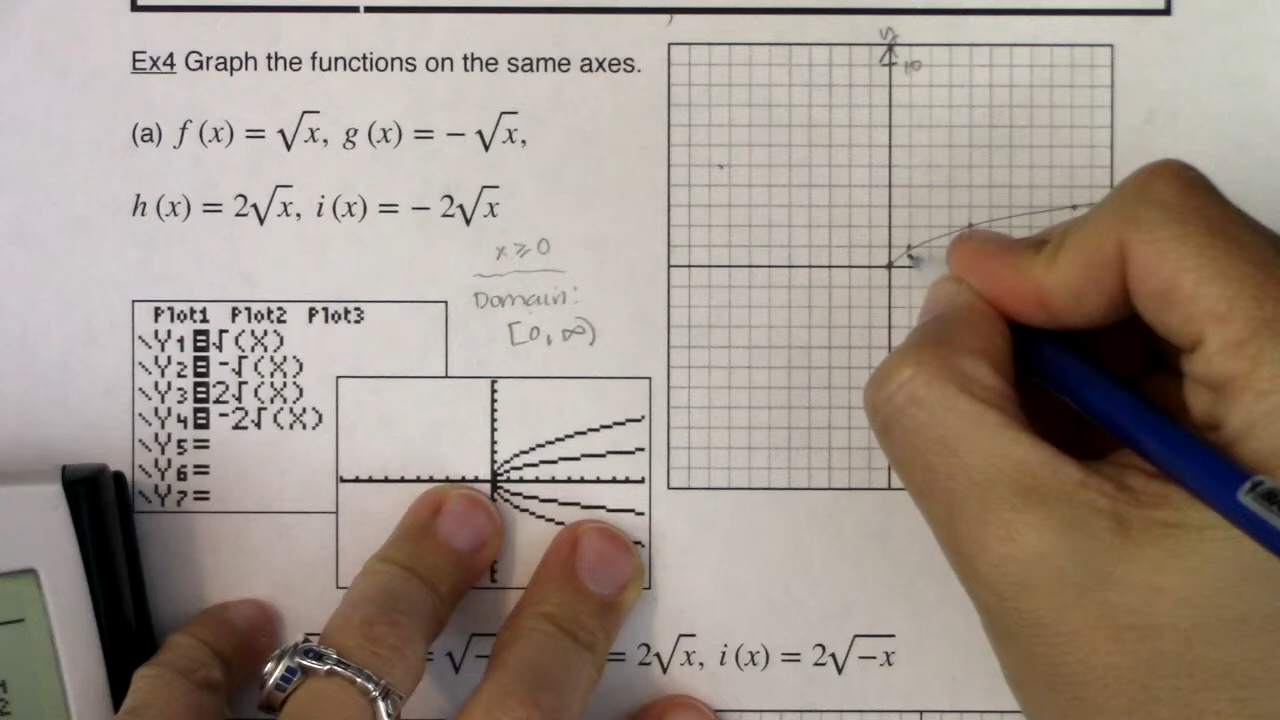 Ex4 Graph the functions on the same axes.
(a) f (x) = √x, g (x) = − √x,
h (x) = 2√x, i (x) = − 2√x
x ≥ 0
Domain:
[0, ∞)
Plot1 Plot2 Plot3
\Y1=√(X)
\Y2=-√(X)
\Y3=2√(X)
\Y4=-2√(X)
\Y5=
\Y6=
\Y7=
10
= 2√x, i (x) = 2√−x